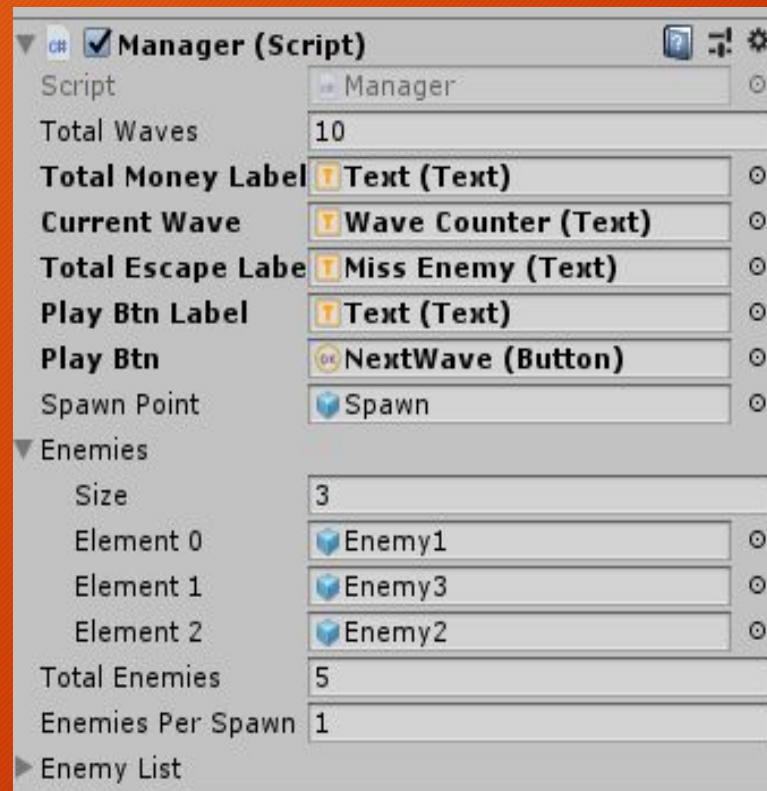 Manager (Script)
Script Manager
Total Waves 10
Total Money Label Text (Text)
Current Wave Wave Counter (Text)
Total Escape Labe Miss Enemy (Text)
Play Btn Label Text (Text)
Play Btn NextWave (Button)
Spawn Point Spawn
Enemies
Size 3
Element 0 Enemy1
Element 1 Enemy3
Element 2 Enemy2
Total Enemies 5
Enemies Per Spawn 1
Enemy List